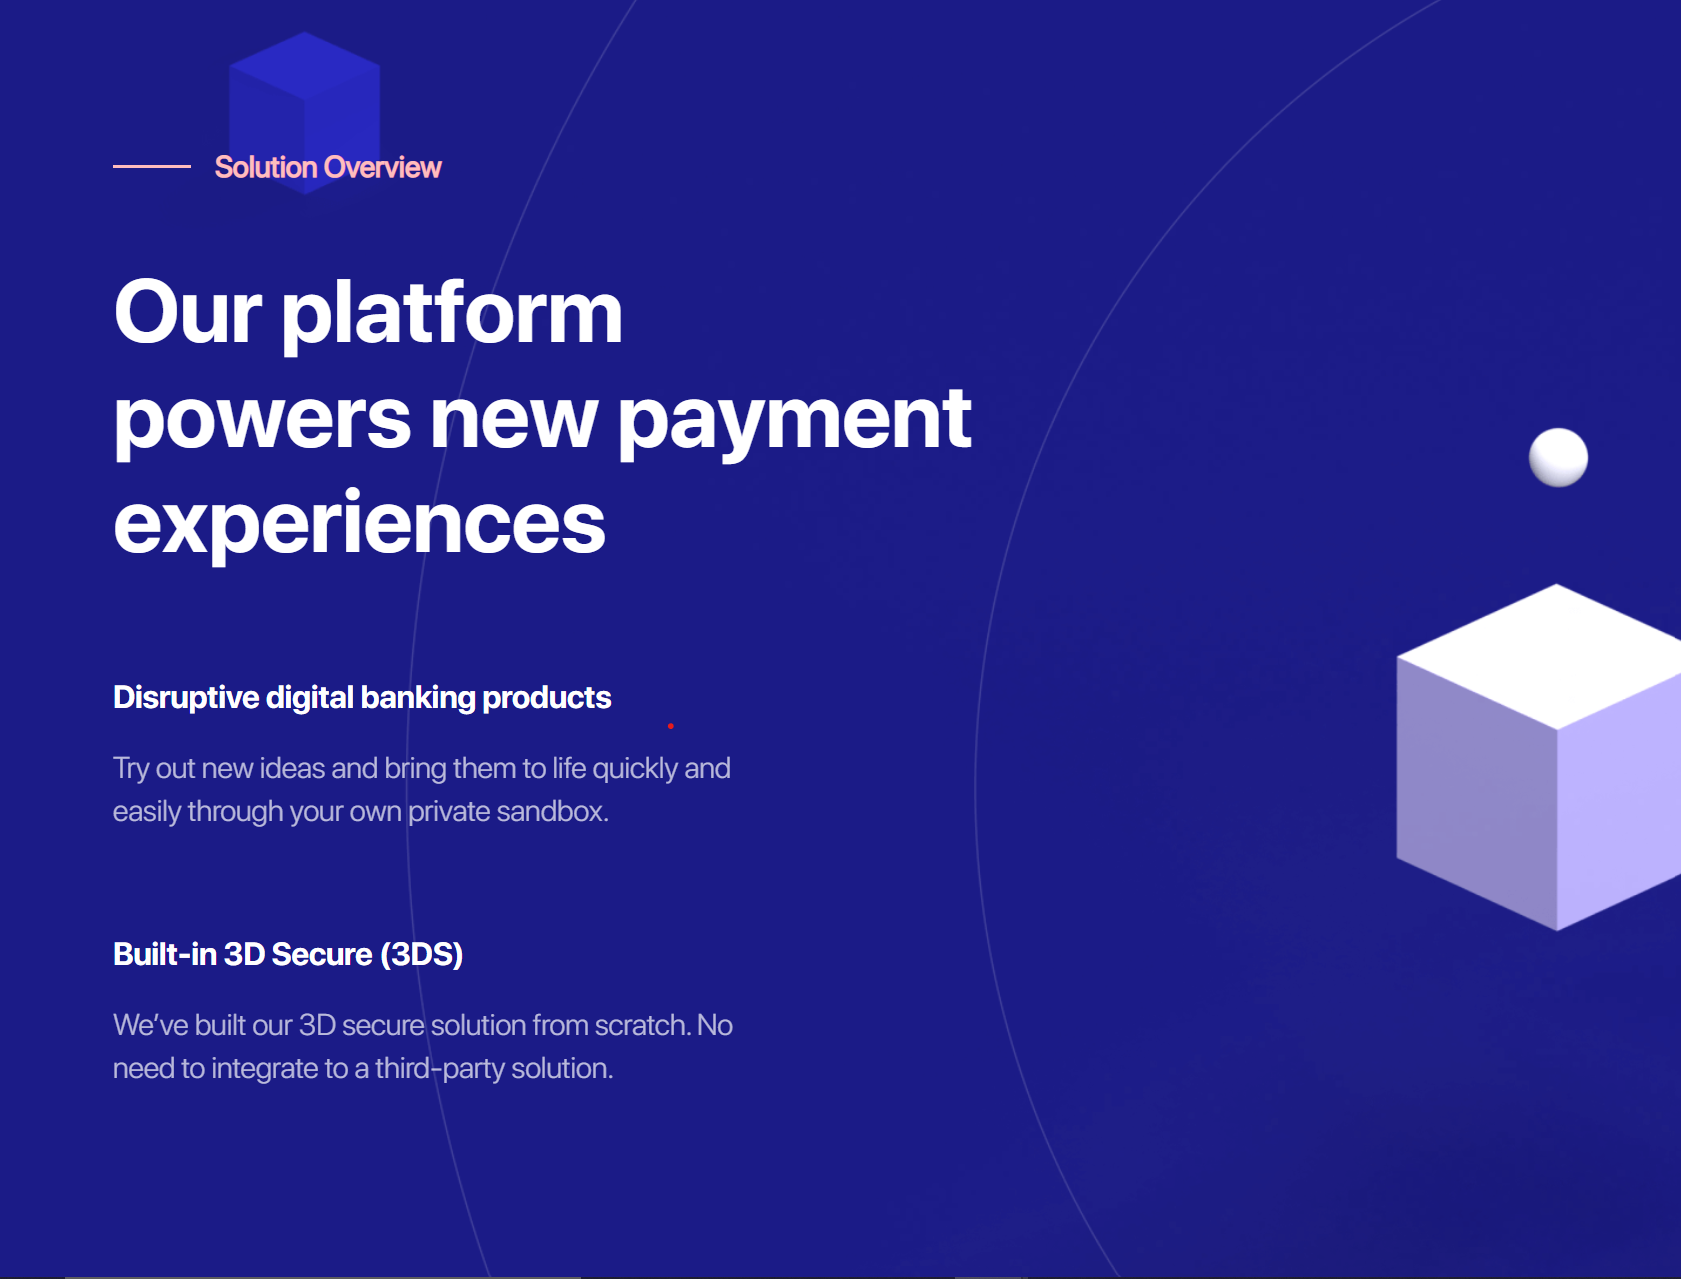 Solution Overview
Our platform
powers new payment
experiences
Disruptive digital banking products
Try out new ideas and bring them to life quickly and
easily through your own private sandbox.
Built-in 3D Secure (3DS)
We’ve built our 3D secure solution from scratch. No
need to integrate to a third-party solution.